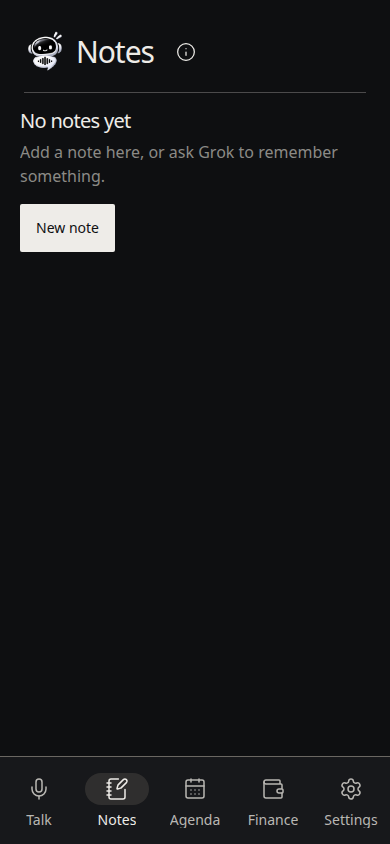 Notes
No notes yet
Add a note here, or ask Grok to remember
something.
New note
Talk
Notes
Agenda
Finance
Settings